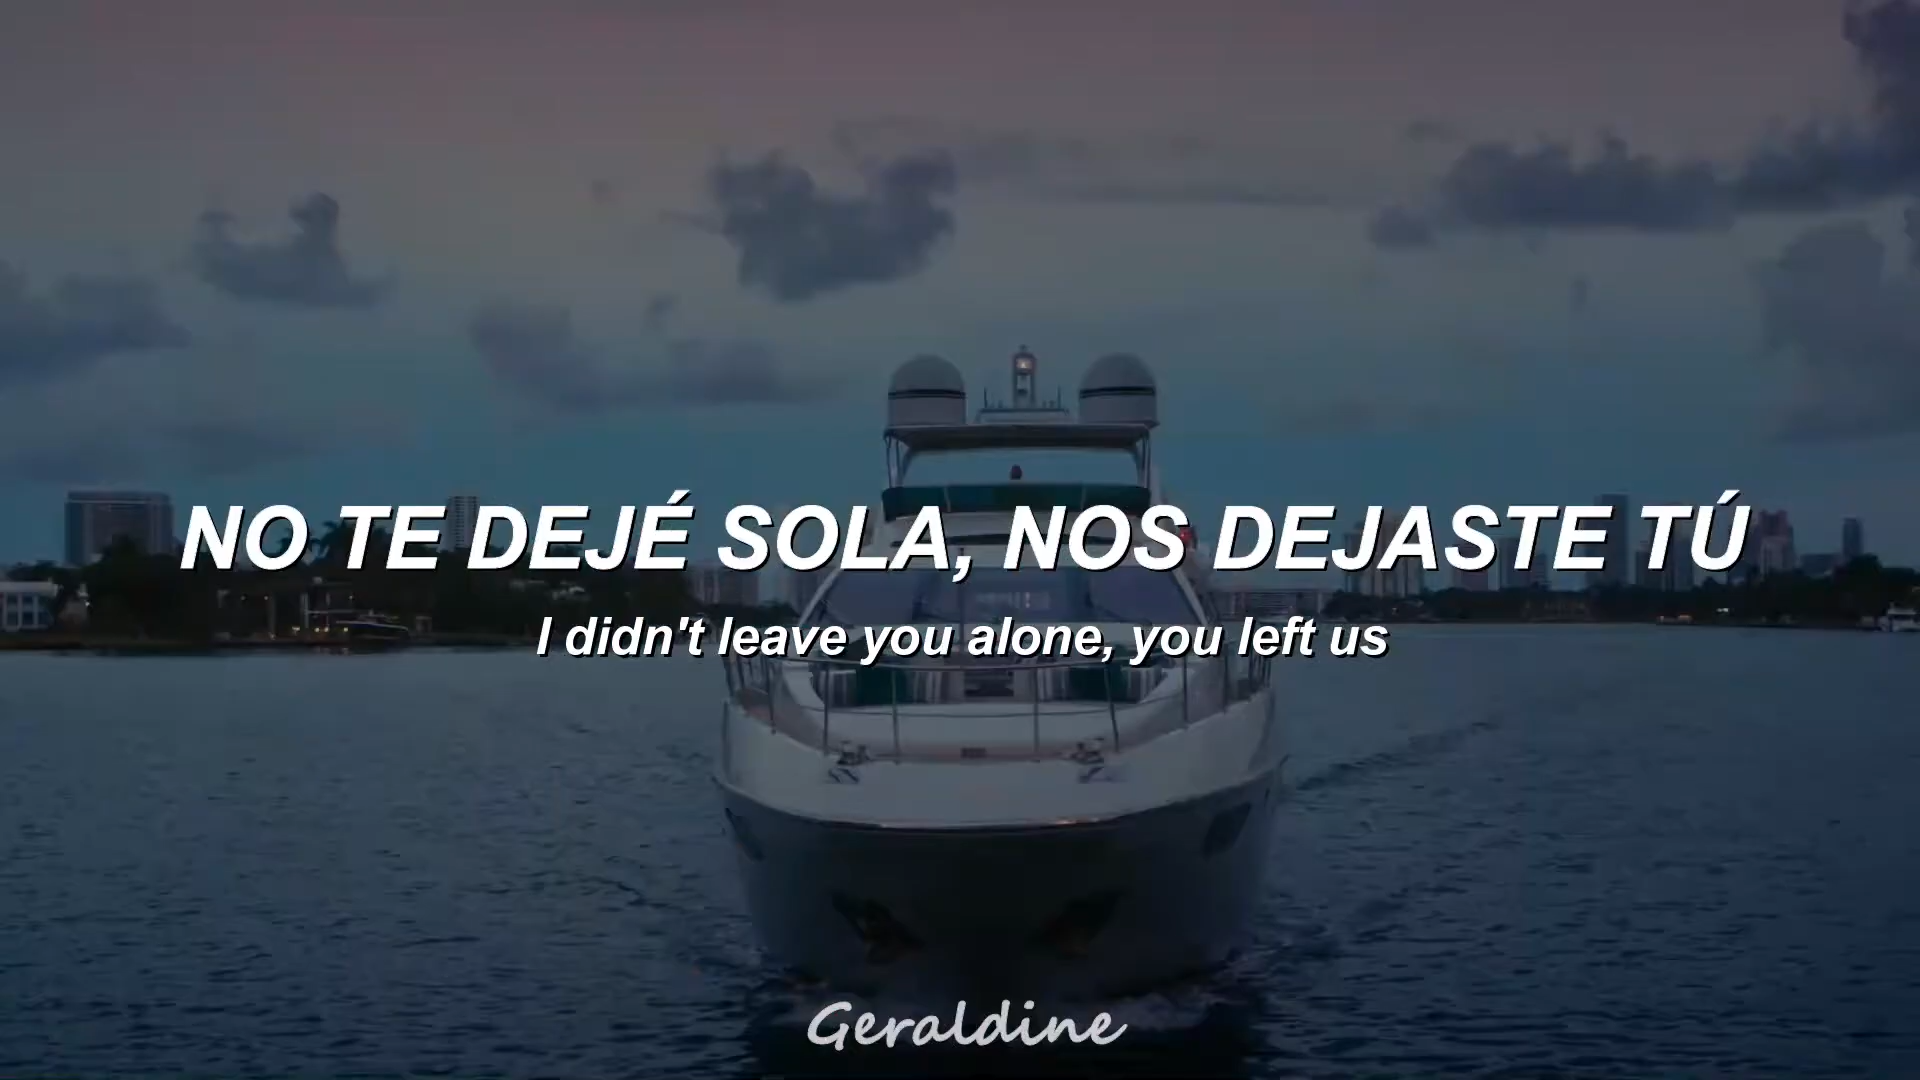 NO TE DEJÉ SOLA, NOS DEJASTE TÚ
I didn't leave you alone, you left us
Geraldine